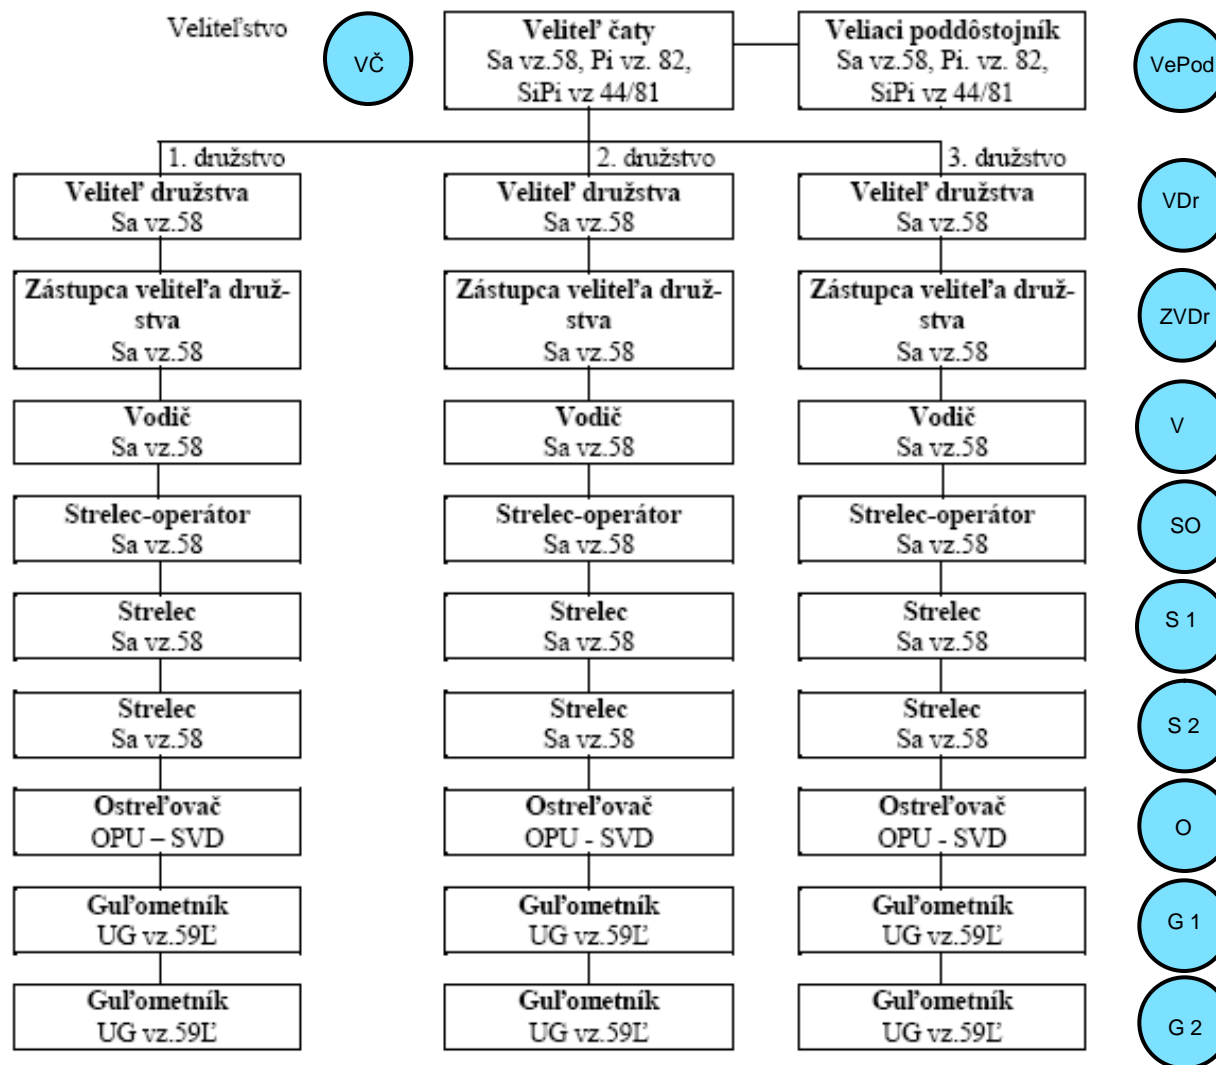 Veliteľstvo
VČ
Veliteľ čaty
Sa vz.58, Pi vz. 82,
SiPi vz 44/81
Veliaci poddôstojník
Sa vz.58, Pi. vz. 82,
SiPi vz 44/81
VePod
1. družstvo
2. družstvo
3. družstvo
Veliteľ družstva
Sa vz.58
Veliteľ družstva
Sa vz.58
Veliteľ družstva
Sa vz.58
VDr
Zástupca veliteľa druž-
stva
Sa vz.58
Zástupca veliteľa druž-
stva
Sa vz.58
Zástupca veliteľa druž-
stva
Sa vz.58
ZVDr
Vodič
Sa vz.58
Vodič
Sa vz.58
Vodič
Sa vz.58
V
Strelec-operátor
Sa vz.58
Strelec-operátor
Sa vz.58
Strelec-operátor
Sa vz.58
SO
Strelec
Sa vz.58
Strelec
Sa vz.58
Strelec
Sa vz.58
S 1
Strelec
Sa vz.58
Strelec
Sa vz.58
Strelec
Sa vz.58
S 2
Ostreľovač
OPU – SVD
Ostreľovač
OPU - SVD
Ostreľovač
OPU - SVD
O
Guľometník
UG vz.59Ľ
Guľometník
UG vz.59Ľ
Guľometník
UG vz.59Ľ
G 1
Guľometník
UG vz.59Ľ
Guľometník
UG vz.59Ľ
Guľometník
UG vz.59Ľ
G 2